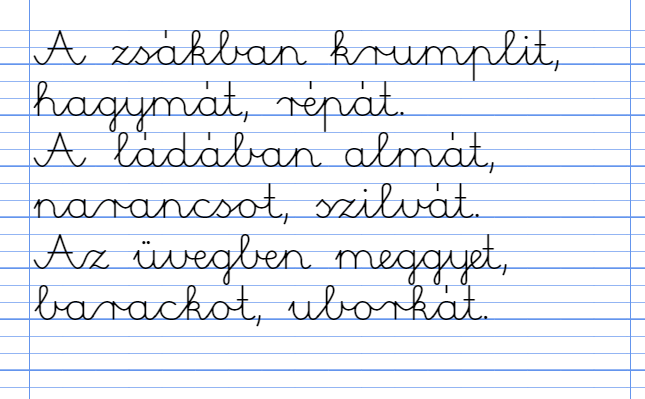 A zsákban krumplit,
hagymát, répát.
A ládában almát,
narancsot, szilvát.
Az üvegben meggyet,
barackot, uborkát.